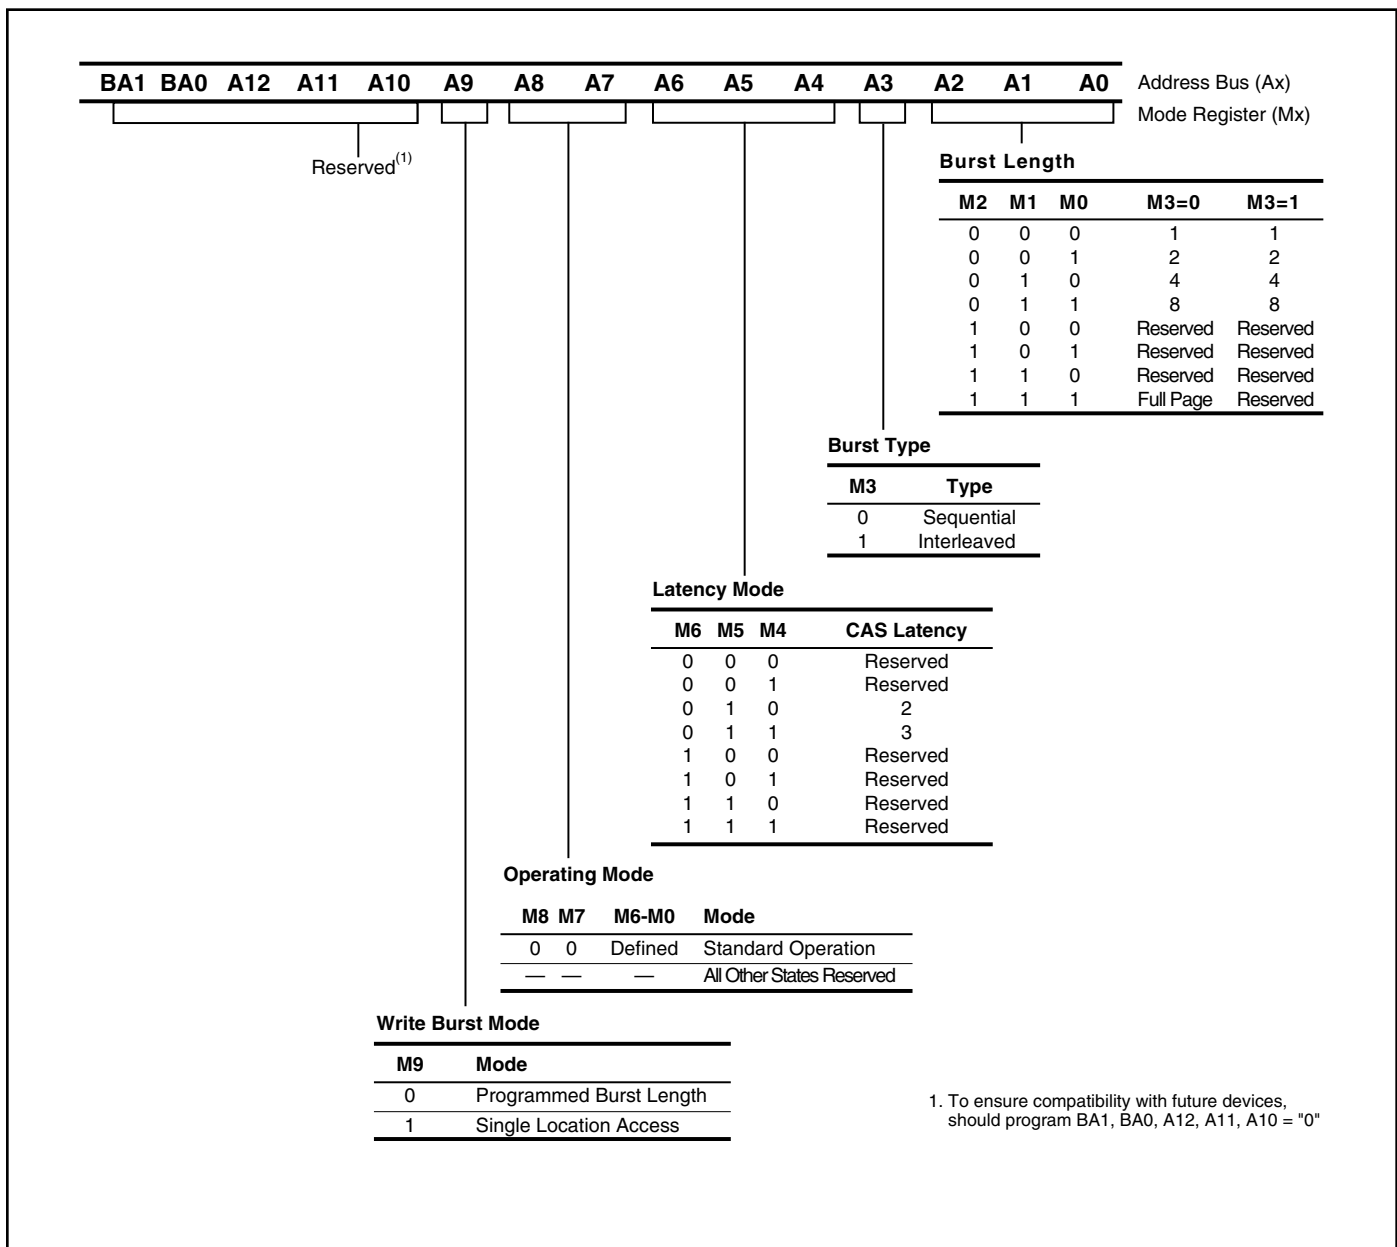 BA1 BA0 A12 A11 A10 A9 A8 A7 A6 A5 A4 A3 A2 A1 A0 Address Bus (Ax)
Mode Register (Mx)
Reserved(1)
Burst Length
M2 M1 M0 M3=0 M3=1
0 0 0 1 1
0 0 1 2 2
0 1 0 4 4
0 1 1 8 8
1 0 0 Reserved Reserved
1 0 1 Reserved Reserved
1 1 0 Reserved Reserved
1 1 1 Full Page Reserved
Burst Type
M3 Type
0 Sequential
1 Interleaved
Latency Mode
M6 M5 M4 CAS Latency
0 0 0 Reserved
0 0 1 Reserved
0 1 0 2
0 1 1 3
1 0 0 Reserved
1 0 1 Reserved
1 1 0 Reserved
1 1 1 Reserved
Operating Mode
M8 M7 M6-M0 Mode
0 0 Defined Standard Operation
— — — All Other States Reserved
Write Burst Mode
M9 Mode
0 Programmed Burst Length
1 Single Location Access
1. To ensure compatibility with future devices,
should program BA1, BA0, A12, A11, A10 = "0"